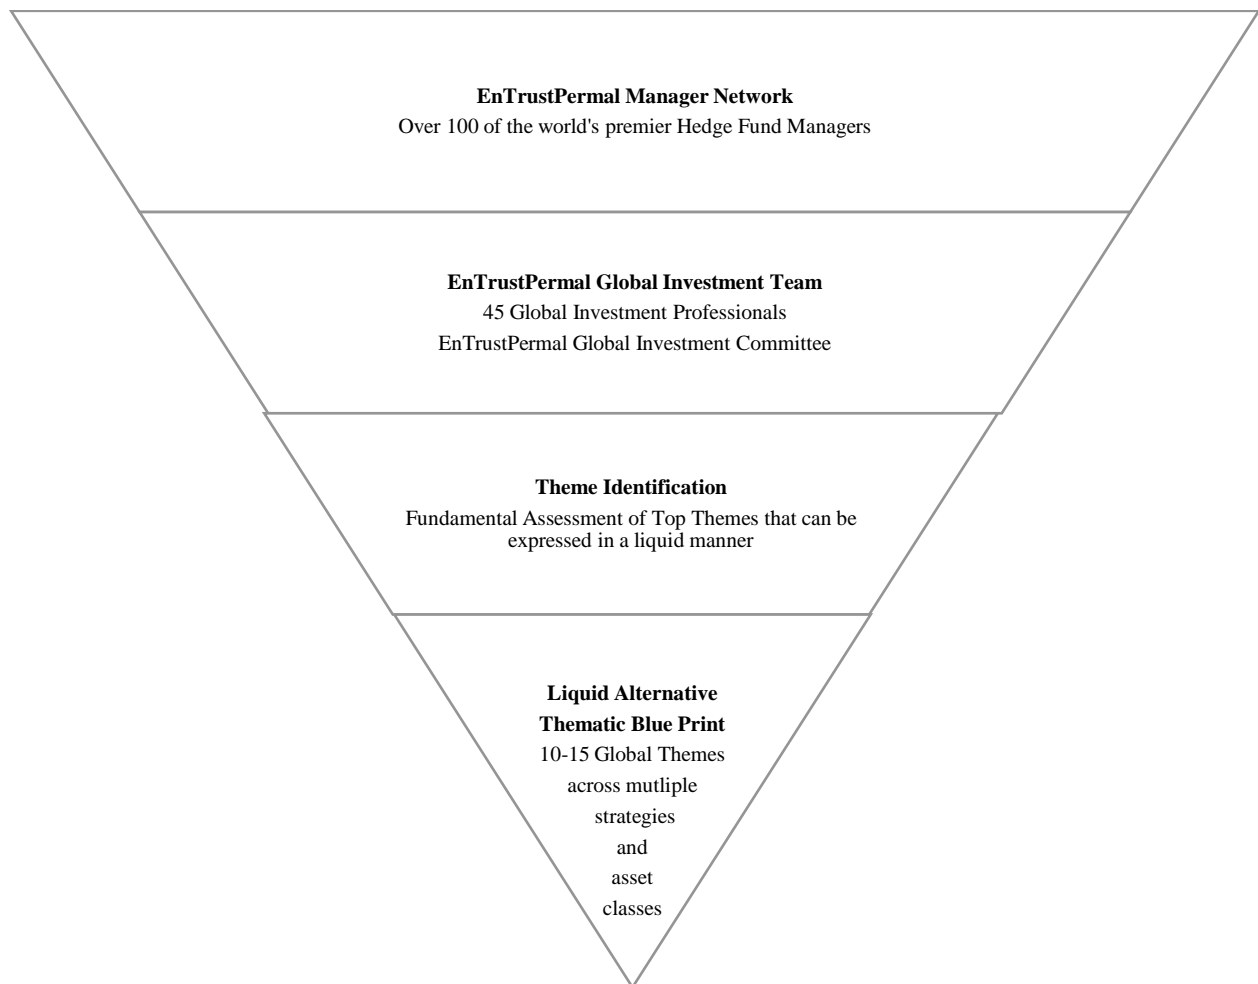 EnTrustPermal Manager Network
Over 100 of the world's premier Hedge Fund Managers
EnTrustPermal Global Investment Team
45 Global Investment Professionals
EnTrustPermal Global Investment Committee
Theme Identification
Fundamental Assessment of Top Themes that can be
expressed in a liquid manner
Liquid Alternative
Thematic Blue Print
10-15 Global Themes
across mutliple
strategies
and
asset
classes